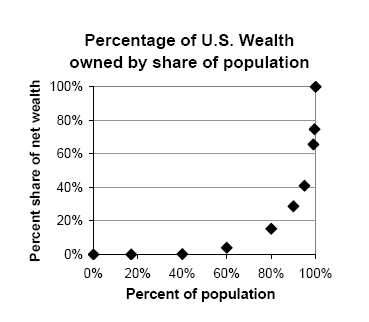 Percentage of U.S. Wealth
owned by share of population
Percent share of net wealth
100%
80%
60%
40%
20%
0%
0% 20% 40% 60% 80% 100%
Percent of population